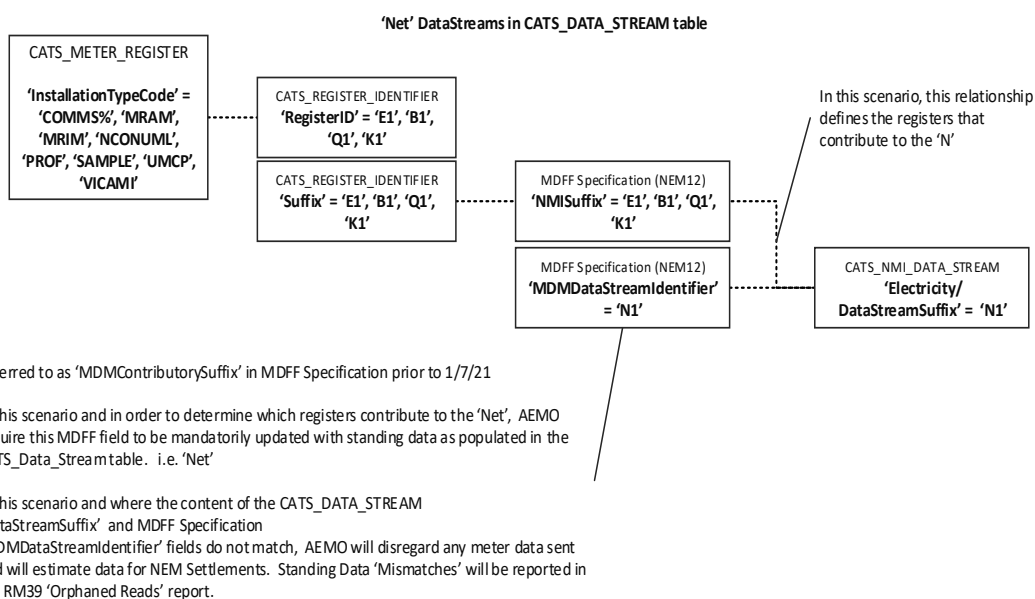 ‘Net’ DataStreams in CATS_DATA_STREAM table
CATS_METER_REGISTER
‘InstallationTypeCode’ =
‘COMMS%’, ‘MRAM’,
‘MRIM’, ‘NCONUML’,
‘PROF’, ‘SAMPLE’, ‘UMCP’,
‘VICAMI’
CATS_REGISTER_IDENTIFIER
‘RegisterID’ = ‘E1’, ‘B1’,
‘Q1’, ‘K1’
CATS_REGISTER_IDENTIFIER
‘Suffix’ = ‘E1’, ‘B1’, ‘Q1’,
‘K1’
MDFF Specification (NEM12)
‘NMISuffix’ = ‘E1’, ‘B1’, ‘Q1’,
‘K1’
MDFF Specification (NEM12)
‘MDMDataStreamIdentifier’
= ‘N1’
In this scenario, this relationship
defines the registers that
contribute to the ‘N’
CATS_NMI_DATA_STREAM
‘Electricity/
DataStreamSuffix’ = ‘N1’
erred to as ‘MDMContributorySuffix’ in MDFF Specification prior to 1/7/21
his scenario and in order to determine which registers contribute to the ‘Net’, AEMO
uire this MDFF field to be mandatorily updated with standing data as populated in the
TS_Data_Stream table. i.e. ‘Net’
his scenario and where the content of the CATS_DATA_STREAM
taStreamSuffix’ and MDFF Specification
DMDataStreamIdentifier’ fields do not match, AEMO will disregard any meter data sent
d will estimate data for NEM Settlements. Standing Data ‘Mismatches’ will be reported in
RM39 ‘Orphaned Reads’ report.